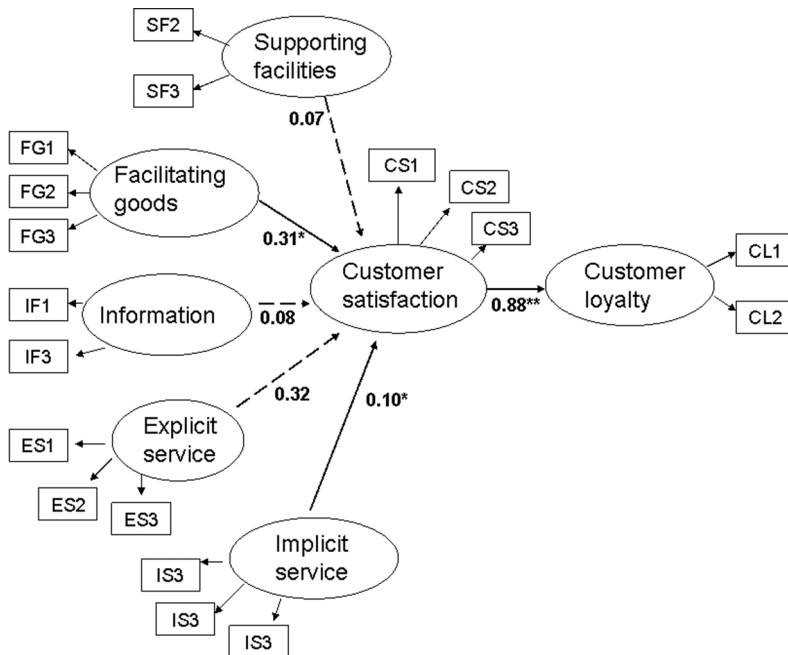 SF2
Supporting
facilities
SF3
0.07
FG1
Facilitating
goods
FG2
FG3
0.31*
CS1
CS2
CS3
Customer
satisfaction
0.88**
Customer
loyalty
CL1
CL2
IF1
Information
0.08
IF3
0.32
0.10*
Explicit
service
ES1
ES2
ES3
Implicit
service
IS3
IS3
IS3